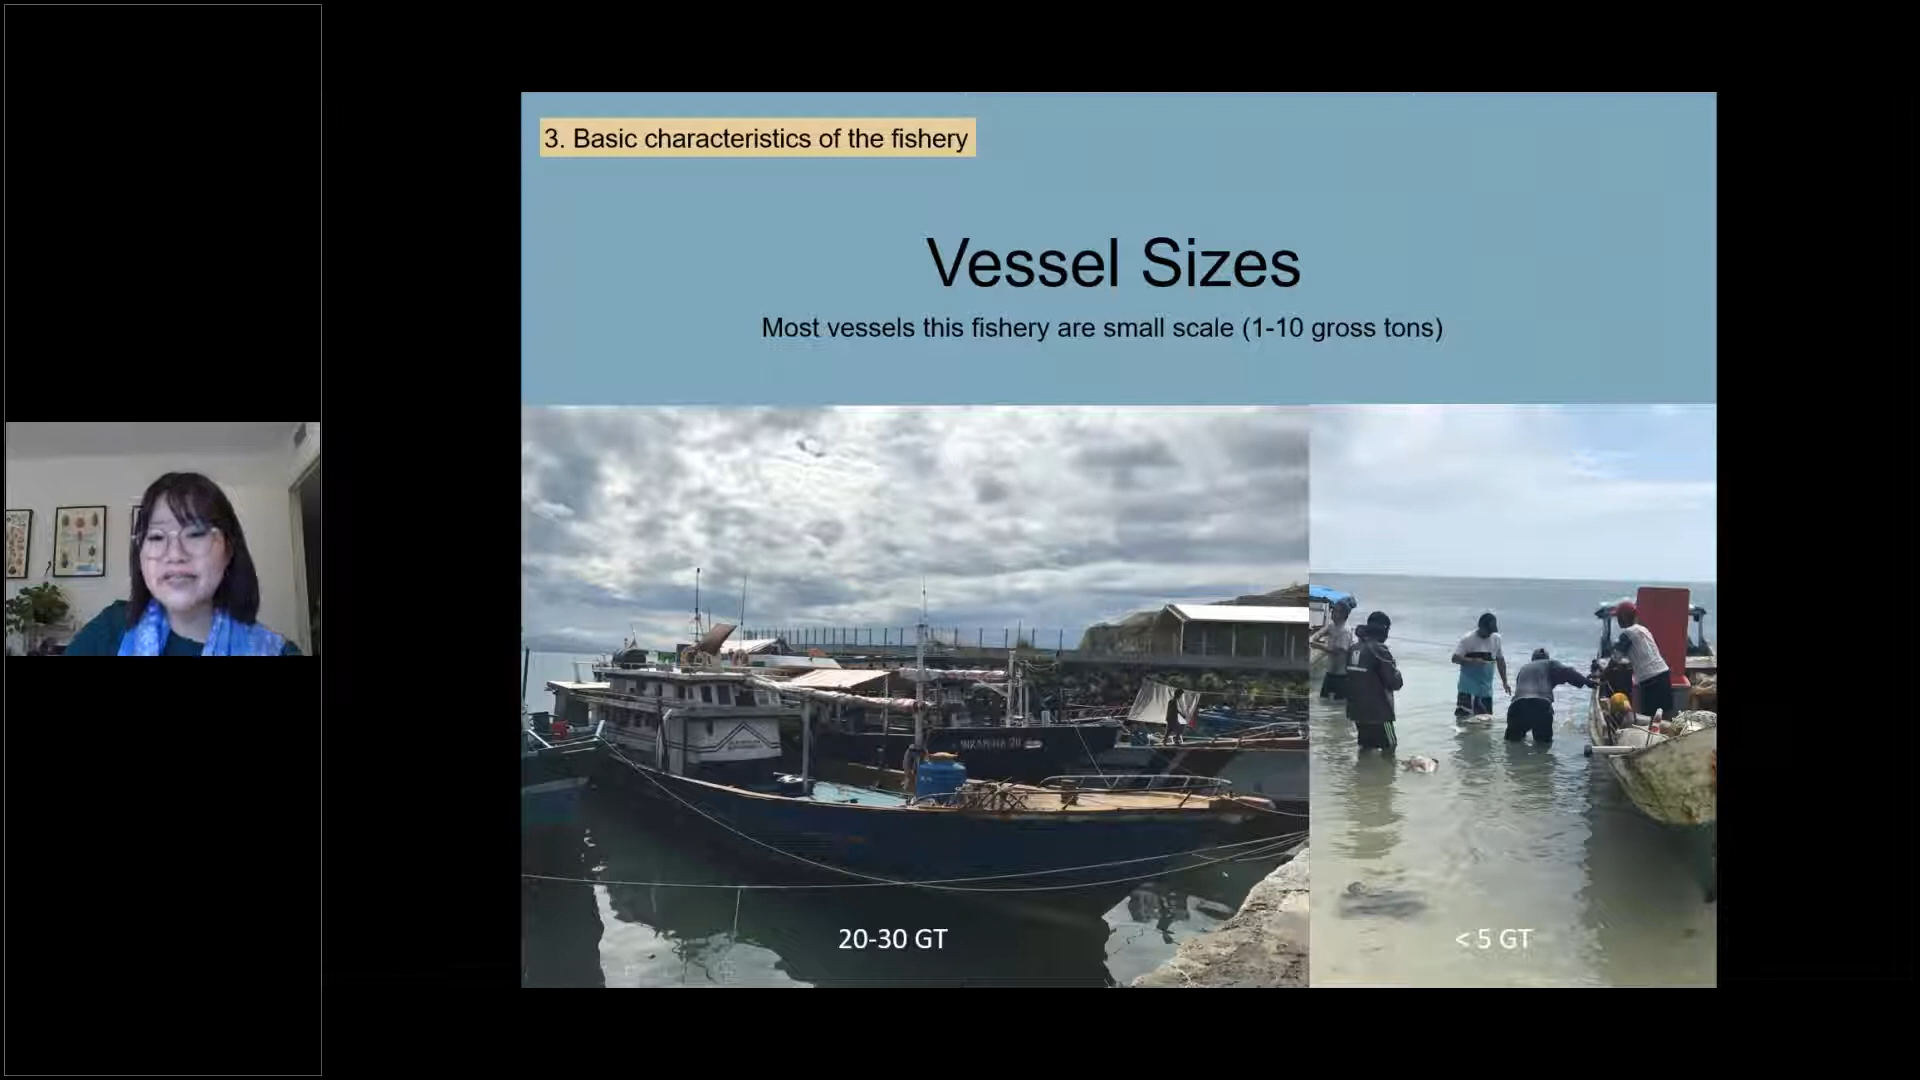 3. Basic characteristics of the fishery
Vessel Sizes
Most vessels this fishery are small scale (1-10 gross tons)
20-30 GT
< 5 GT